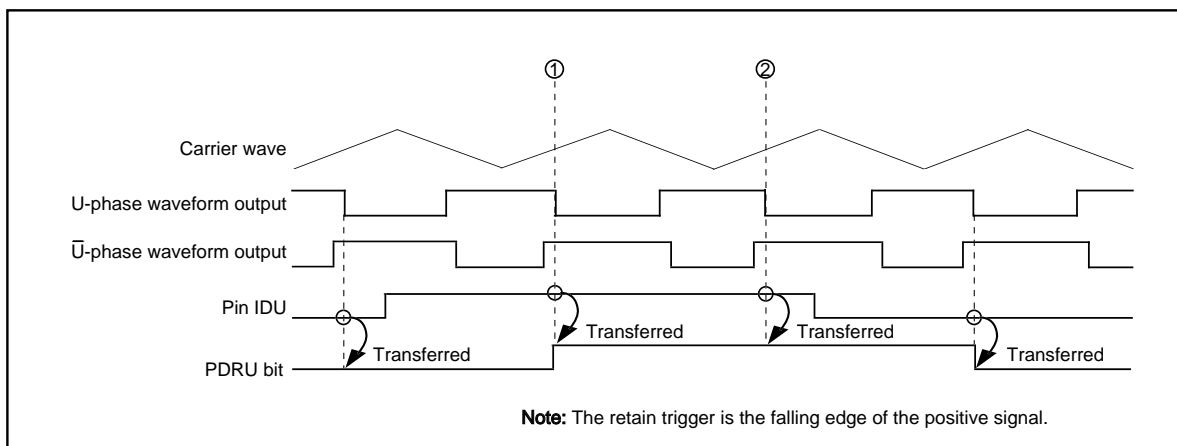 ① ②
Carrier wave
U-phase waveform output
U̅-phase waveform output
Pin IDU
Transferred Transferred
Transferred Transferred
PDRU bit
Note: The retain trigger is the falling edge of the positive signal.